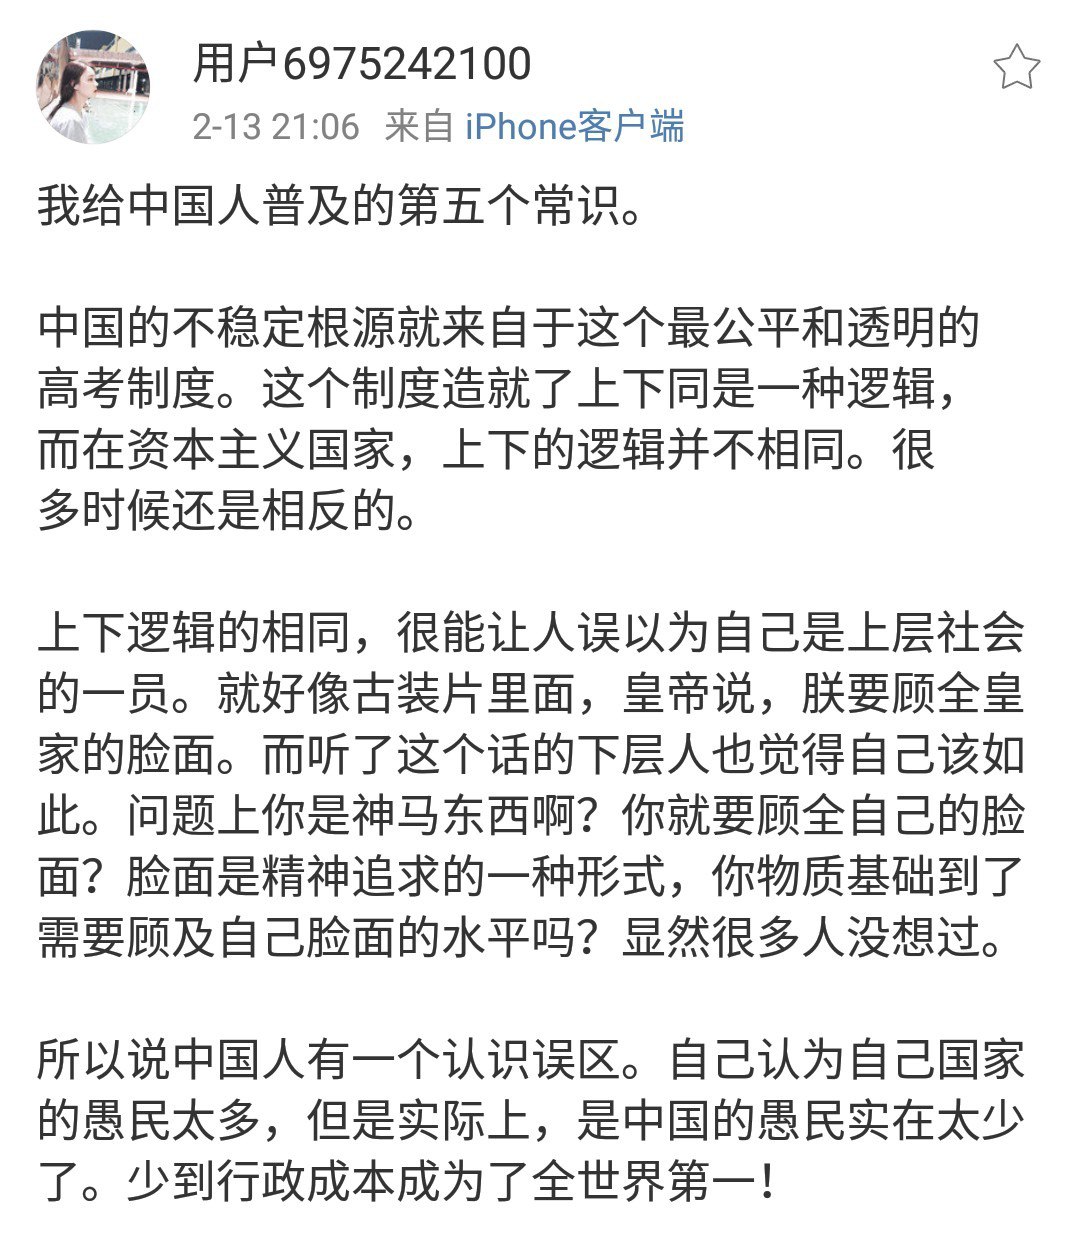 用户6975242100
2-13 21:06 来自 iPhone客户端
我给中国人普及的第五个常识。
中国的不稳定根源就来自于这个最公平和透明的
高考制度。这个制度造就了上下同是一种逻辑，
而在资本主义国家，上下的逻辑并不相同。很
多时候还是相反的。
上下逻辑的相同，很能让人误以为自己是上层社会
的一员。就好像古装片里面，皇帝说，朕要顾全皇
家的脸面。而听了这个话的下层人也觉得自己该如
此。问题上你是神马东西啊？你就要顾全自己的脸
面？脸面是精神追求的一种形式，你物质基础到了
需要顾及自己脸面的水平吗？显然很多人没想过。
所以说中国人有一个认识误区。自己认为自己国家
的愚民太多，但是实际上，是中国的愚民实在太少
了。少到行政成本成为了全世界第一！